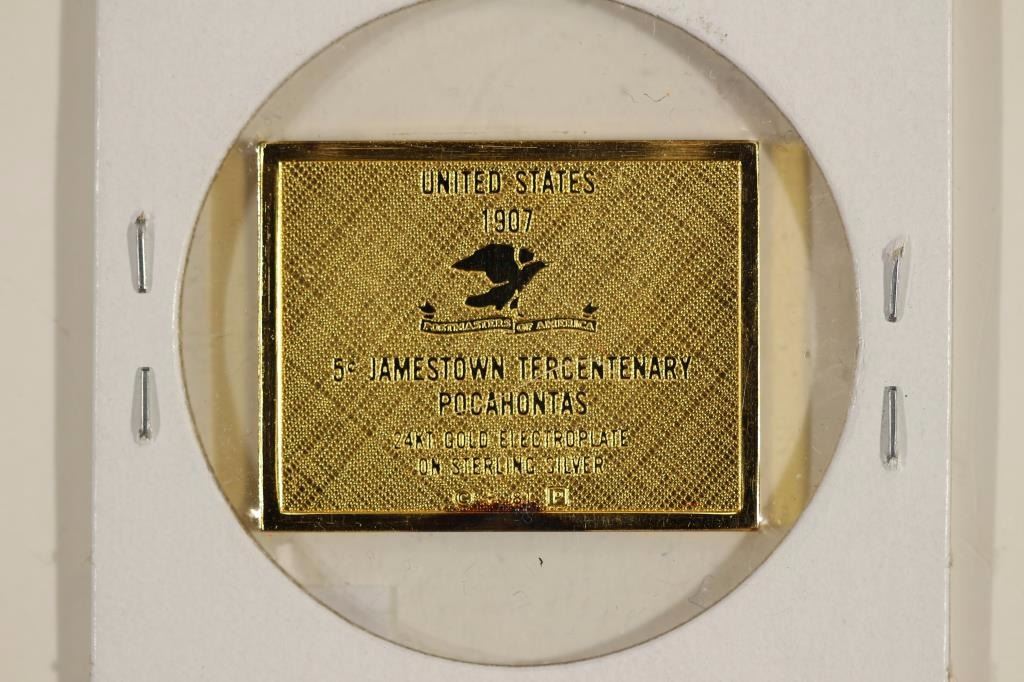 UNITED STATES
1907
POSTMASTERS OF AMERICA
5¢ JAMESTOWN TERCENTENARY
POCAHONTAS
24KT GOLD ELECTROPLATE
ON STERLING SILVER